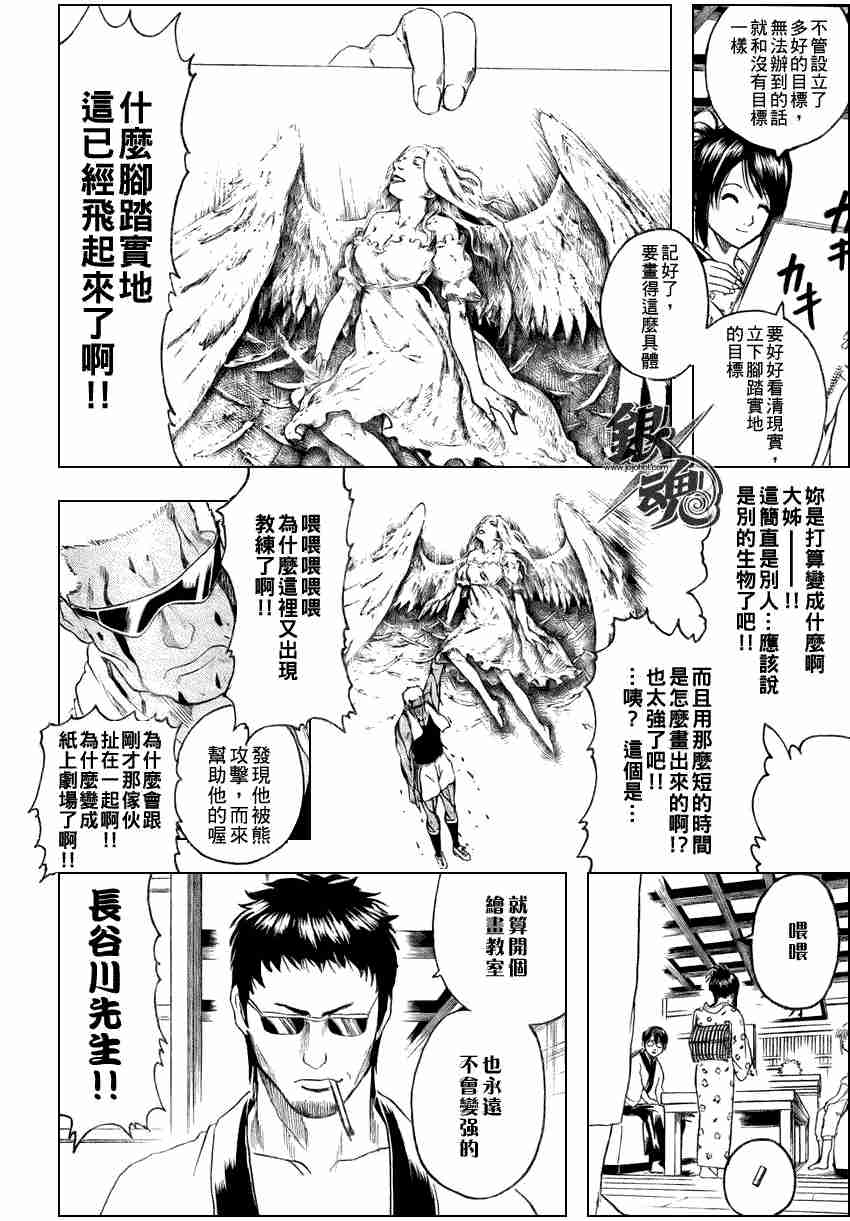 不管設立了
多好的目標，
無法辦到的話
就和沒有目標
一樣
カキ
カキ
要好好看清現實，
立下腳踏實地
的目標
記好了，
要畫得這麼具體
什麼腳踏實地
這已經飛起來了啊!!
銀魂
www.jojohot.com
妳是打算變成什麼啊
大姊——!!
這簡直是別人…應該說
是別的生物了吧!!
而且用那麼短的時間
是怎麼畫出來的啊!?
也太強了吧!!
…咦？這個是…
喂喂喂喂喂
為什麼這裡又出現
教練了啊!!
發現他被熊
攻擊，而來
幫助他的喔
為什麼會跟
剛才那傢伙
扯在一起啊!!
為什麼變成
紙上劇場了啊!!
喂喂
就算開個
繪畫教室
也永遠
不會變強的
長谷川先生!!